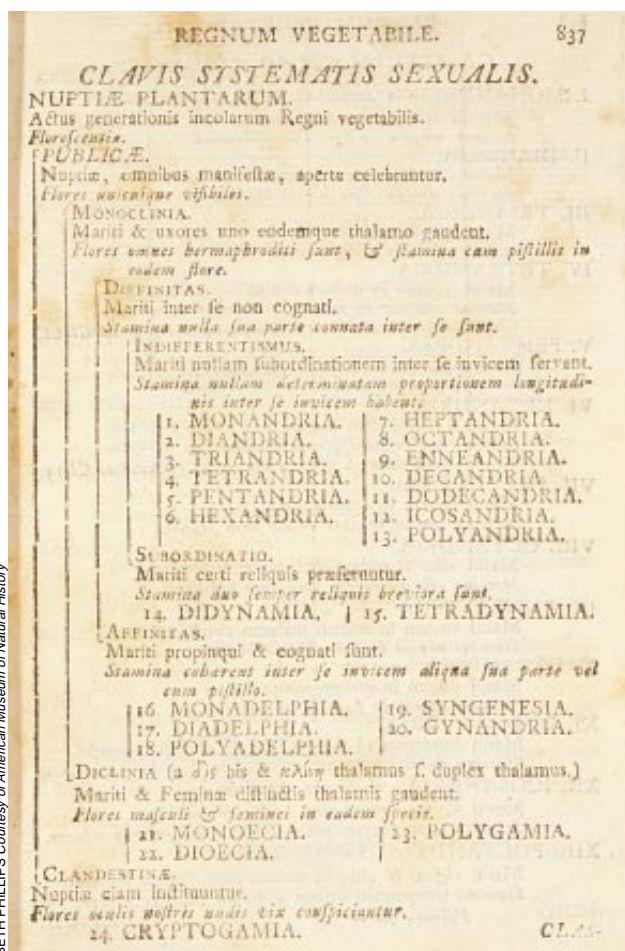 REGNUM VEGETABILE. 837
CLAVIS SYSTEMATIS SEXUALIS.
NUPTIÆ PLANTARUM.
Actus generationis incolarum Regni vegetabilis.
Floreſcentia.
PUBLICÆ.
Nuptiæ, omnibus manifeſtæ, aperte celebrantur.
Flores unicuique viſibiles.
MONOCLINIA.
Mariti & uxores uno eodemque thalamo gaudent.
Flores omnes hermaphroditi ſunt, & ſtamina cum piſtillis in
eodem flore.
DIFFINITAS.
Mariti inter ſe non cognati.
Stamina nulla ſua parte connata inter ſe ſunt.
INDIFFERENTISMUS.
Mariti nullam ſubordinationem inter ſe invicem ſervant.
Stamina nullam determinatam proportionem longitudi-
nis inter ſe invicem habent.
1. MONANDRIA. 7. HEPTANDRIA.
2. DIANDRIA. 8. OCTANDRIA.
3. TRIANDRIA. 9. ENNEANDRIA.
4. TETRANDRIA. 10. DECANDRIA
5. PENTANDRIA. 11. DODECANDRIA.
6. HEXANDRIA. 12. ICOSANDRIA.
13. POLYANDRIA.
SUBORDINATIO.
Mariti certi reliquis præferuntur.
Stamina duo ſemper reliquis breviora ſunt.
14. DIDYNAMIA. 15. TETRADYNAMIA.
AFFINITAS.
Mariti propinqui & cognati ſunt.
Stamina cohærent inter ſe invicem aliqua ſua parte vel
cum piſtillo.
16. MONADELPHIA. 19. SYNGENESIA.
17. DIADELPHIA. 20. GYNANDRIA.
18. POLYADELPHIA.
DICLINIA (a δὶς bis & κλίνη thalamus ſ. duplex thalamus.)
Mariti & Feminæ diſtinctis thalamis gaudent.
Flores maſculi & feminei in eadem ſpecie.
21. MONOECIA. 23. POLYGAMIA.
22. DIOECIA.
CLANDESTINÆ.
Nuptiæ clam inſtituuntur.
Flores oculis noſtris nudis vix conſpiciuntur.
24. CRYPTOGAMIA.
CLAS-
PHILLIPS Courtesy of American Museum of Natural History